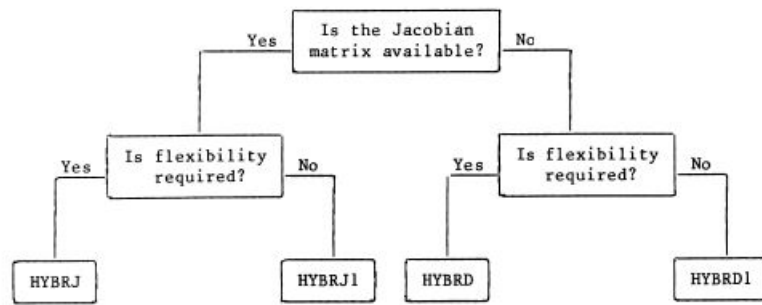 Is the Jacobian
matrix available?
Yes
No
Is flexibility
required?
Yes
No
Is flexibility
required?
Yes
No
HYBRJ
HYBRJ1
HYBRD
HYBRD1